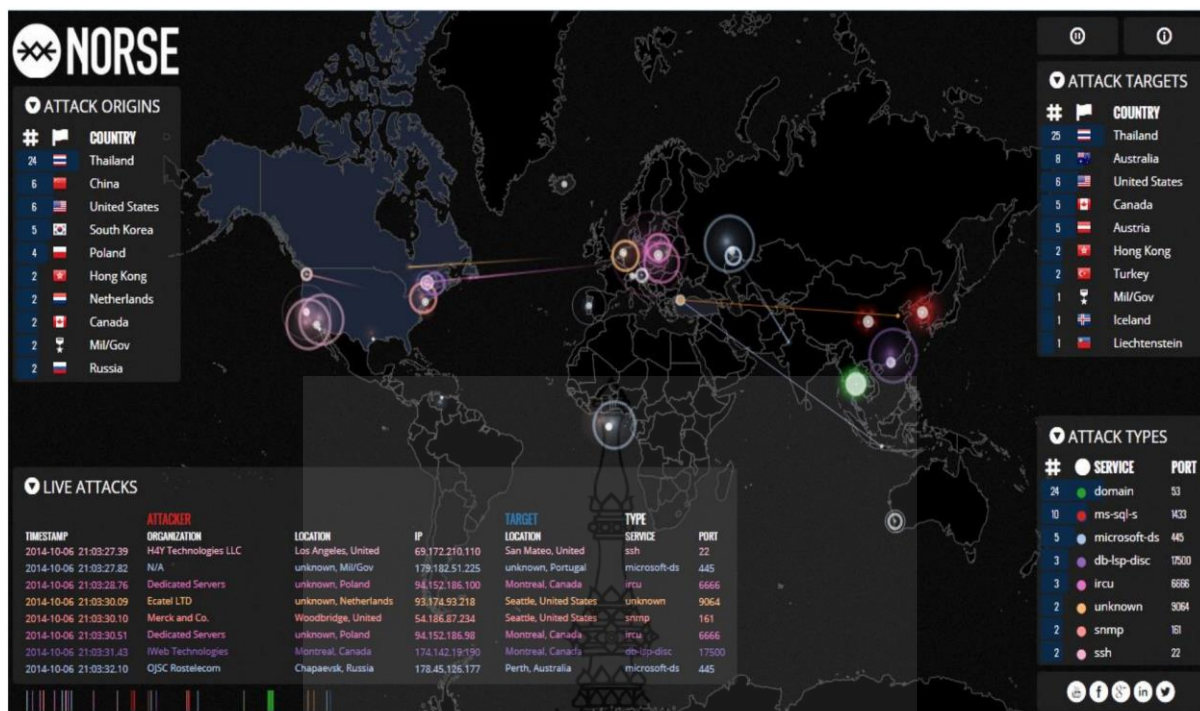 NORSE
ATTACK ORIGINS
# COUNTRY
24 Thailand
6 China
6 United States
5 South Korea
4 Poland
2 Hong Kong
2 Netherlands
2 Canada
2 Mil/Gov
2 Russia
ATTACK TARGETS
# COUNTRY
25 Thailand
8 Australia
6 United States
5 Canada
5 Austria
2 Hong Kong
2 Turkey
1 Mil/Gov
1 Iceland
1 Liechtenstein
LIVE ATTACKS
ATTACKER TARGET TYPE
TIMESTAMP ORGANIZATION LOCATION IP LOCATION SERVICE PORT
2014-10-06 21:03:27.39 H4Y Technologies LLC Los Angeles, United 69.172.210.110 San Mateo, United ssh 22
2014-10-06 21:03:27.82 N/A unknown, Mil/Gov 179.182.51.225 unknown, Portugal microsoft-ds 445
2014-10-06 21:03:28.76 Dedicated Servers unknown, Poland 94.152.186.100 Montreal, Canada ircu 6666
2014-10-06 21:03:30.09 Ecatel LTD unknown, Netherlands 93.174.93.218 Seattle, United States unknown 9064
2014-10-06 21:03:30.10 Merck and Co. Woodbridge, United 54.186.87.234 Seattle, United States snmp 161
2014-10-06 21:03:30.51 Dedicated Servers unknown, Poland 94.152.186.98 Montreal, Canada ircu 6666
2014-10-06 21:03:31.43 IWeb Technologies Montreal, Canada 174.142.19.190 Montreal, Canada db-lsp-disc 17500
2014-10-06 21:03:32.10 OJSC Rostelecom Chapaevsk, Russia 178.45.126.177 Perth, Australia microsoft-ds 445
ATTACK TYPES
# SERVICE PORT
24 domain 53
10 ms-sql-s 1433
5 microsoft-ds 445
3 db-lsp-disc 17500
3 ircu 6666
2 unknown 9064
2 snmp 161
2 ssh 22